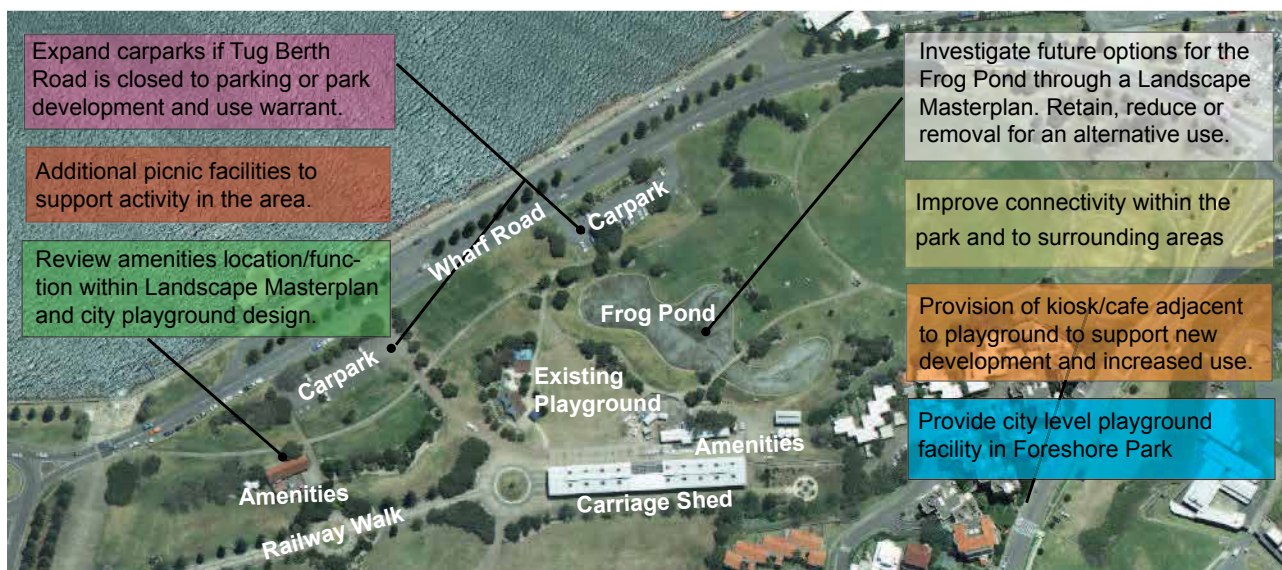 Expand carparks if Tug Berth
Road is closed to parking or park
development and use warrant.
Additional picnic facilities to
support activity in the area.
Review amenities location/func-
tion within Landscape Masterplan
and city playground design.
Investigate future options for the
Frog Pond through a Landscape
Masterplan. Retain, reduce or
removal for an alternative use.
Improve connectivity within the
park and to surrounding areas
Provision of kiosk/cafe adjacent
to playground to support new
development and increased use.
Provide city level playground
facility in Foreshore Park
Wharf Road
Carpark
Carpark
Frog Pond
Existing
Playground
Amenities
Carriage Shed
Amenities
Railway Walk